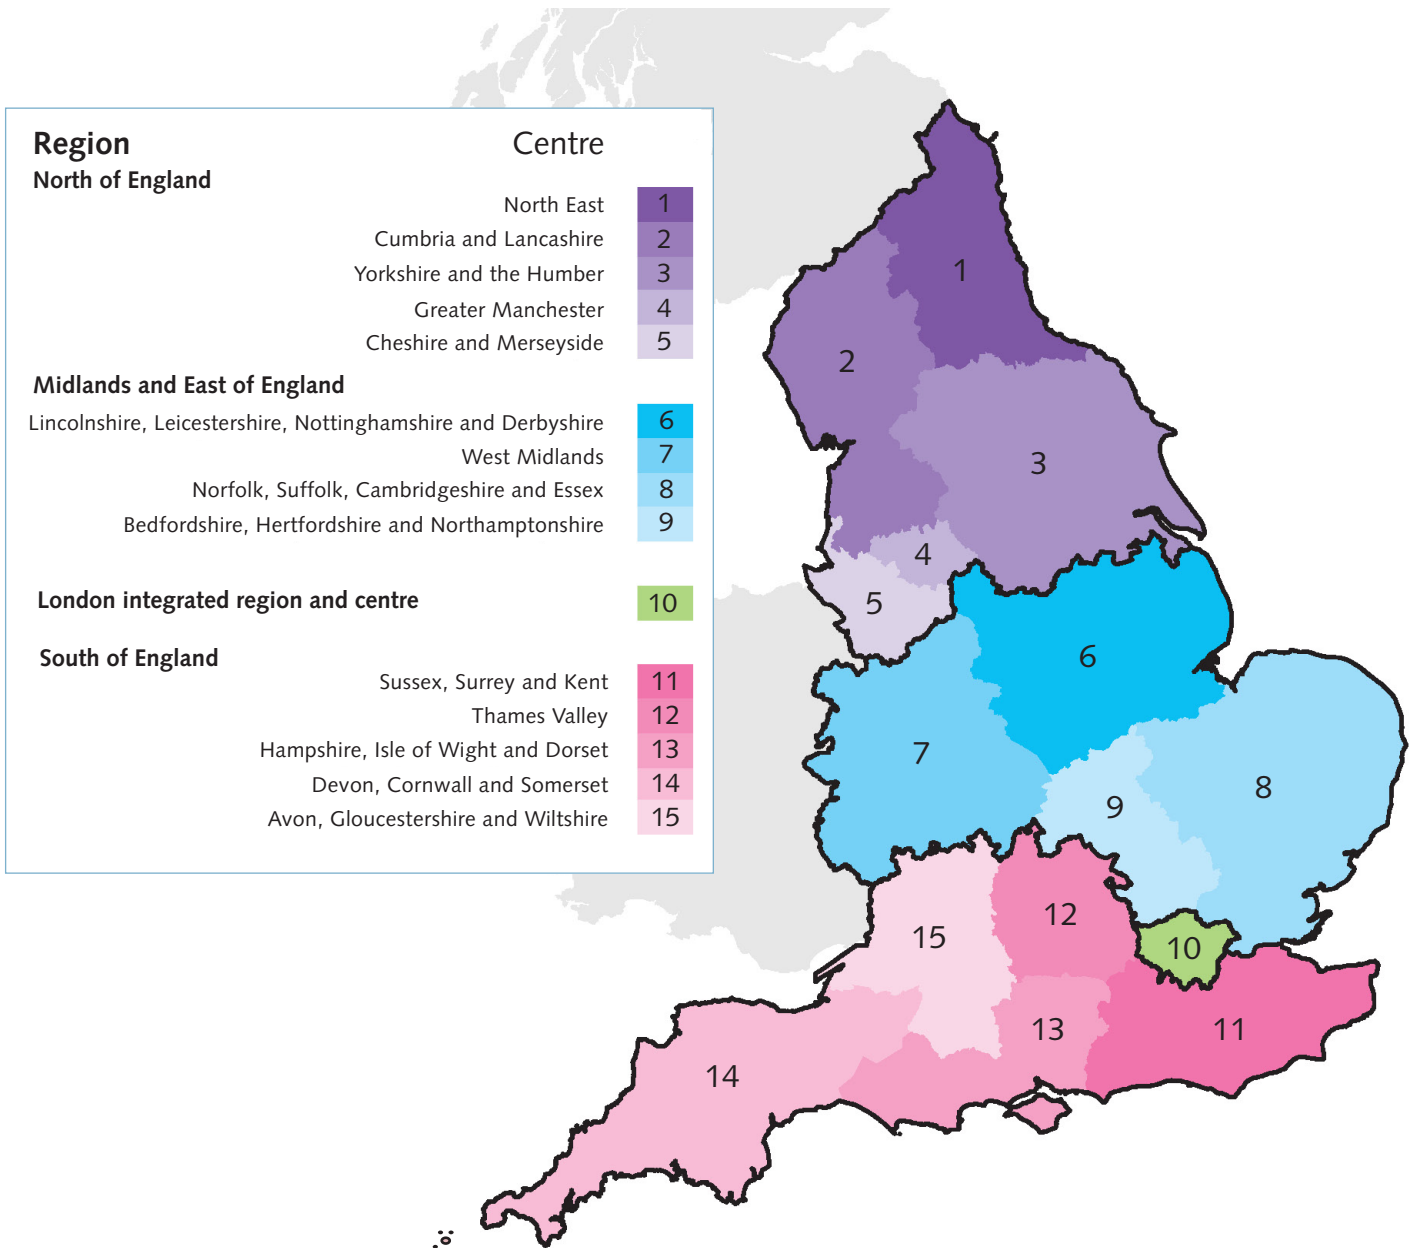 Region Centre
North of England
North East 1
Cumbria and Lancashire 2
Yorkshire and the Humber 3
Greater Manchester 4
Cheshire and Merseyside 5
Midlands and East of England
Lincolnshire, Leicestershire, Nottinghamshire and Derbyshire 6
West Midlands 7
Norfolk, Suffolk, Cambridgeshire and Essex 8
Bedfordshire, Hertfordshire and Northamptonshire 9
London integrated region and centre 10
South of England
Sussex, Surrey and Kent 11
Thames Valley 12
Hampshire, Isle of Wight and Dorset 13
Devon, Cornwall and Somerset 14
Avon, Gloucestershire and Wiltshire 15
1
2
3
4
5
6
7
8
9
12
15
10
13
11
14